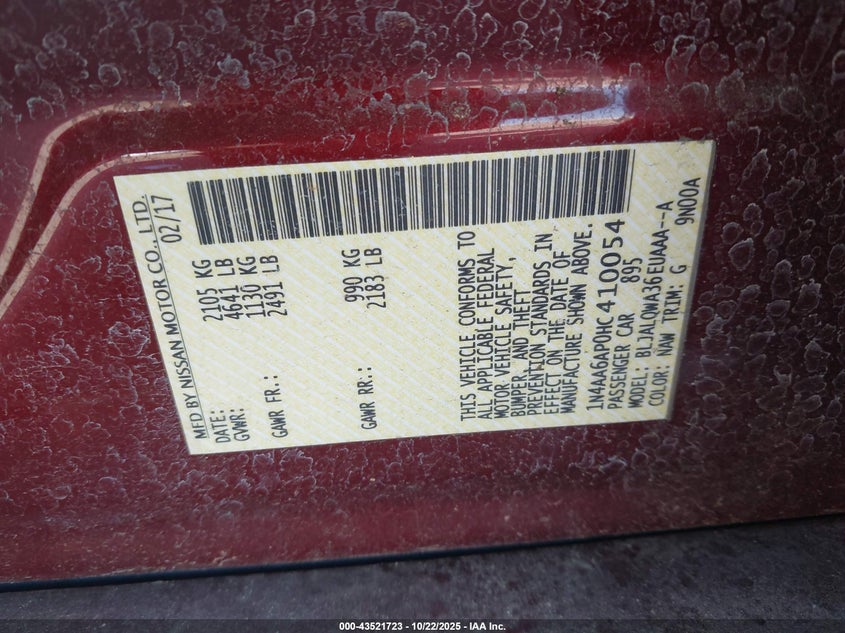 MFD BY NISSAN MOTOR CO., LTD.
DATE: 02/17
GVWR: 2105 KG
4641 LB
GAWR FR.: 1130 KG
2491 LB
GAWR RR.: 990 KG
2183 LB
THIS VEHICLE CONFORMS TO
ALL APPLICABLE FEDERAL
MOTOR VEHICLE SAFETY,
BUMPER, AND THEFT
PREVENTION STANDARDS IN
EFFECT ON THE DATE OF
MANUFACTURE SHOWN ABOVE.
1N4AA6AP0HC410054
PASSENGER CAR 895
MODEL: BLJALOWA36EUAAA--A
COLOR: NAW TRIM: G 9N00A
000-43521723 - 10/22/2025 - IAA Inc.